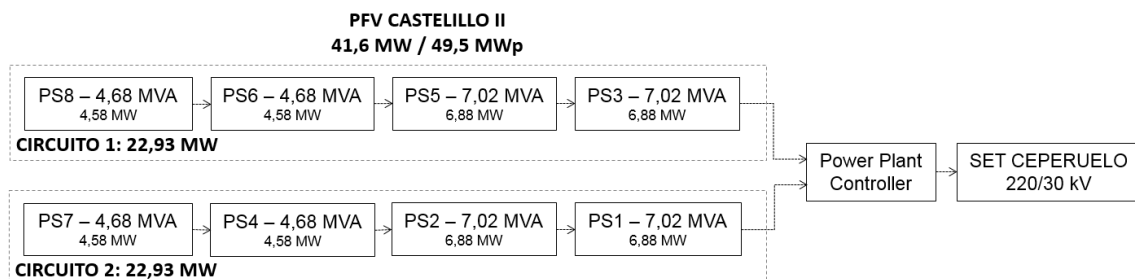 PFV CASTELILLO II
41,6 MW / 49,5 MWp
PS8 – 4,68 MVA
4,58 MW
PS6 – 4,68 MVA
4,58 MW
PS5 – 7,02 MVA
6,88 MW
PS3 – 7,02 MVA
6,88 MW
CIRCUITO 1: 22,93 MW
Power Plant
Controller
SET CEPERUELO
220/30 kV
PS7 – 4,68 MVA
4,58 MW
PS4 – 4,68 MVA
4,58 MW
PS2 – 7,02 MVA
6,88 MW
PS1 – 7,02 MVA
6,88 MW
CIRCUITO 2: 22,93 MW